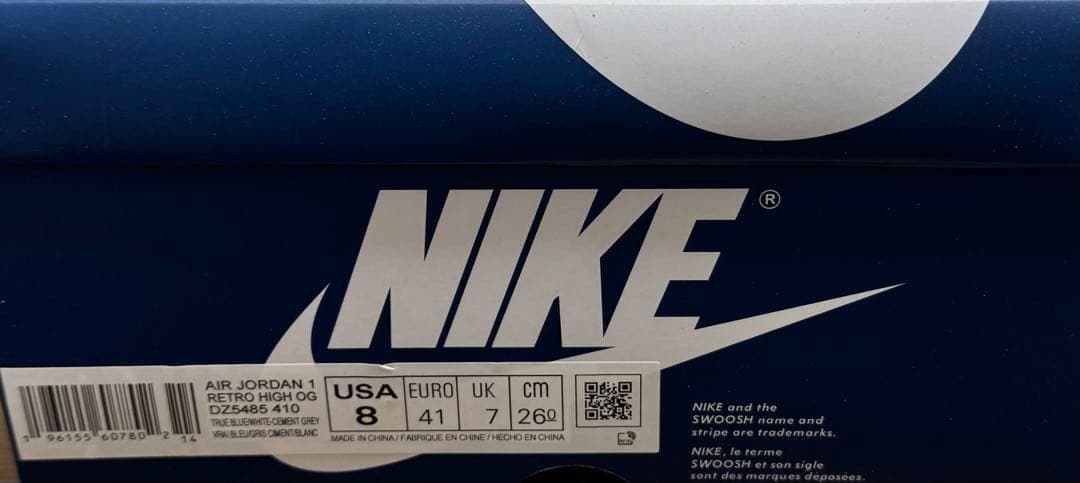 NIKE®
AIR JORDAN 1
RETRO HIGH OG
DZ5485 410
TRUE BLUE/WHITE-CEMENT GREY
VRAI BLEU/GRIS CIMENT/BLANC
1 96155 60780 2 14
USA EURO UK cm
8 41 7 26º
MADE IN CHINA / FABRIQUE EN CHINE / HECHO EN CHINA
NIKE and the
SWOOSH name and
stripe are trademarks.
NIKE, le terme
SWOOSH et son sigle
sont des marques déposées.